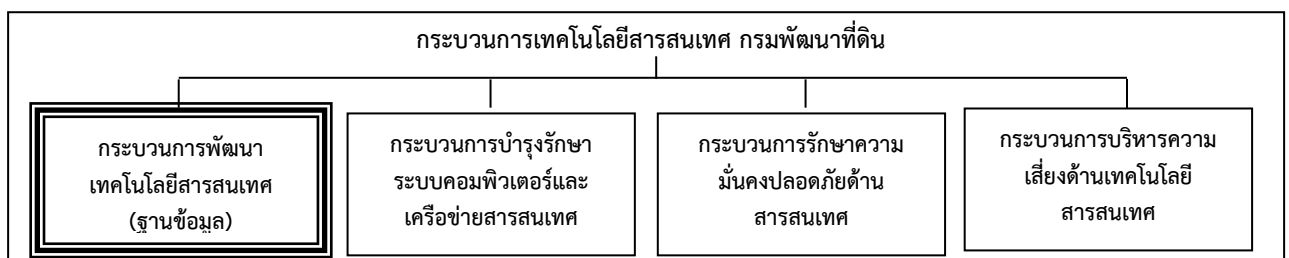 กระบวนการเทคโนโลยีสารสนเทศ กรมพัฒนาที่ดิน
กระบวนการพัฒนา
เทคโนโลยีสารสนเทศ
(ฐานข้อมูล)
กระบวนการบำรุงรักษา
ระบบคอมพิวเตอร์และ
เครือข่ายสารสนเทศ
กระบวนการรักษาความ
มั่นคงปลอดภัยด้าน
สารสนเทศ
กระบวนการบริหารความ
เสี่ยงด้านเทคโนโลยี
สารสนเทศ